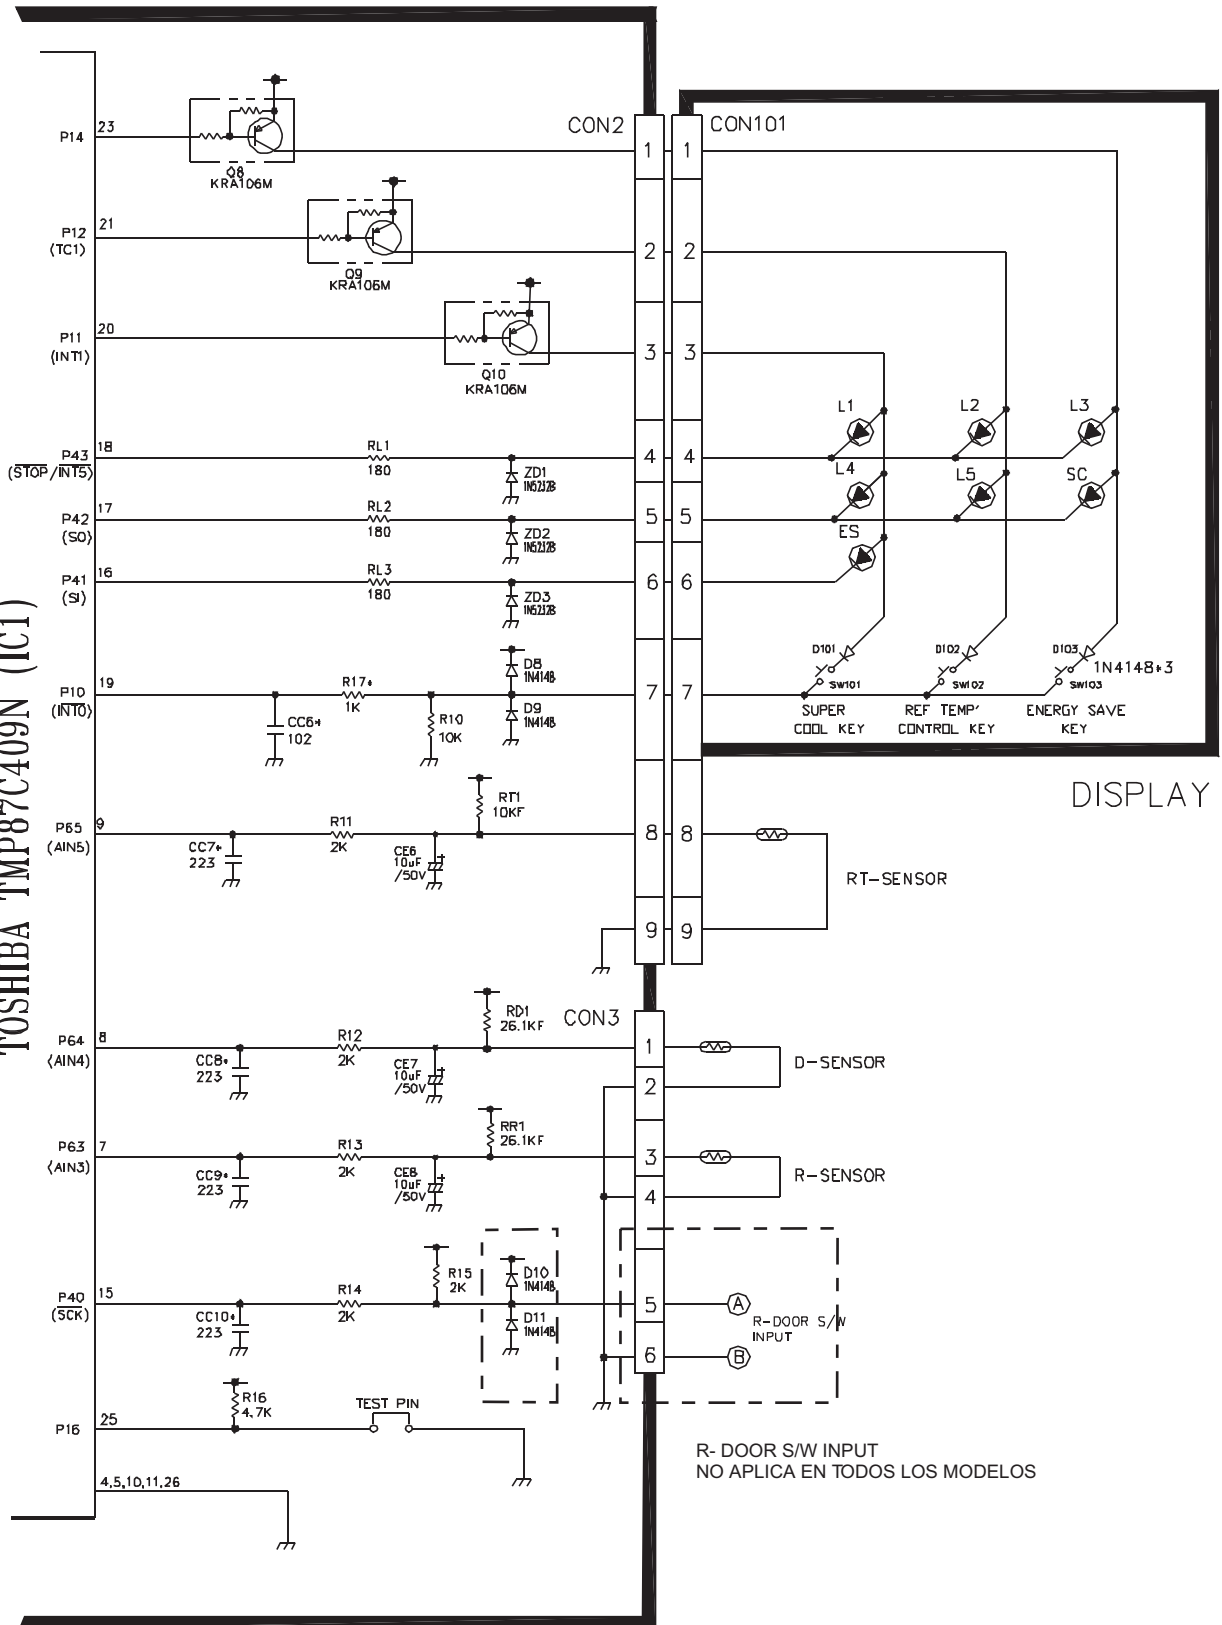 TOSHIBA TMP87C409N (IC1)
P14
23
Q8
KRA106M
CON2
CON101
1
1
P12
(TC1)
21
Q9
KRA106M
2
2
P11
(INT1)
20
Q10
KRA106M
3
3
L1
L2
L3
P43
(STOP/INT5)
18
RL1
180
ZD1
4
4
L4
L5
SC
P42
(SO)
17
RL2
180
ZD2
5
5
ES
P41
(SI)
16
RL3
180
ZD3
6
6
D101
SW101
D102
SW102
D103
SW103
1N4148*3
P10
(INT0)
19
CC6*
102
R17*
1K
R10
10K
D8
1N4148
D9
1N4148
7
7
SUPER
COOL KEY
REF TEMP'
CONTROL KEY
ENERGY SAVE
KEY
DISPLAY
P65
(AIN5)
9
CC7*
223
R11
2K
CE6
10uF
/50V
RT1
10KF
8
8
RT-SENSOR
9
9
CON3
P64
(AIN4)
8
CC8*
223
R12
2K
CE7
10uF
/50V
RD1
26.1KF
1
2
D-SENSOR
P63
(AIN3)
7
CC9*
223
R13
2K
CE8
10uF
/50V
RR1
26.1KF
3
4
R-SENSOR
P40
(SCK)
15
CC10*
223
R14
2K
R15
2K
D10
1N4148
D11
1N4148
5
A
R-DOOR S/W
INPUT
6
B
P16
25
R16
4.7K
TEST PIN
4,5,10,11,26
R- DOOR S/W INPUT
NO APLICA EN TODOS LOS MODELOS